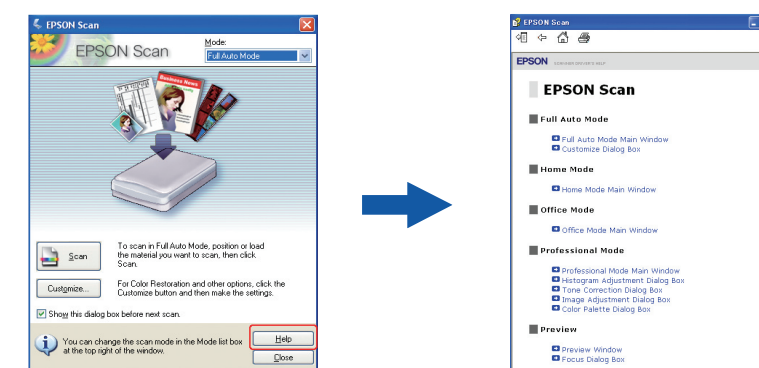 EPSON Scan
EPSON Scan
Mode:
Full Auto Mode
Business News
Scan
To scan in Full Auto Mode, position or load
the material you want to scan, then click
Scan.
Customize...
For Color Restoration and other options, click the
Customize button and then make the settings.
Show this dialog box before next scan.
You can change the scan mode in the Mode list box
at the top right of the window.
Help
Close
EPSON Scan
EPSON SCANNER DRIVER'S HELP
EPSON Scan
Full Auto Mode
Full Auto Mode Main Window
Customize Dialog Box
Home Mode
Home Mode Main Window
Office Mode
Office Mode Main Window
Professional Mode
Professional Mode Main Window
Histogram Adjustment Dialog Box
Tone Correction Dialog Box
Image Adjustment Dialog Box
Color Palette Dialog Box
Preview
Preview Window
Focus Dialog Box